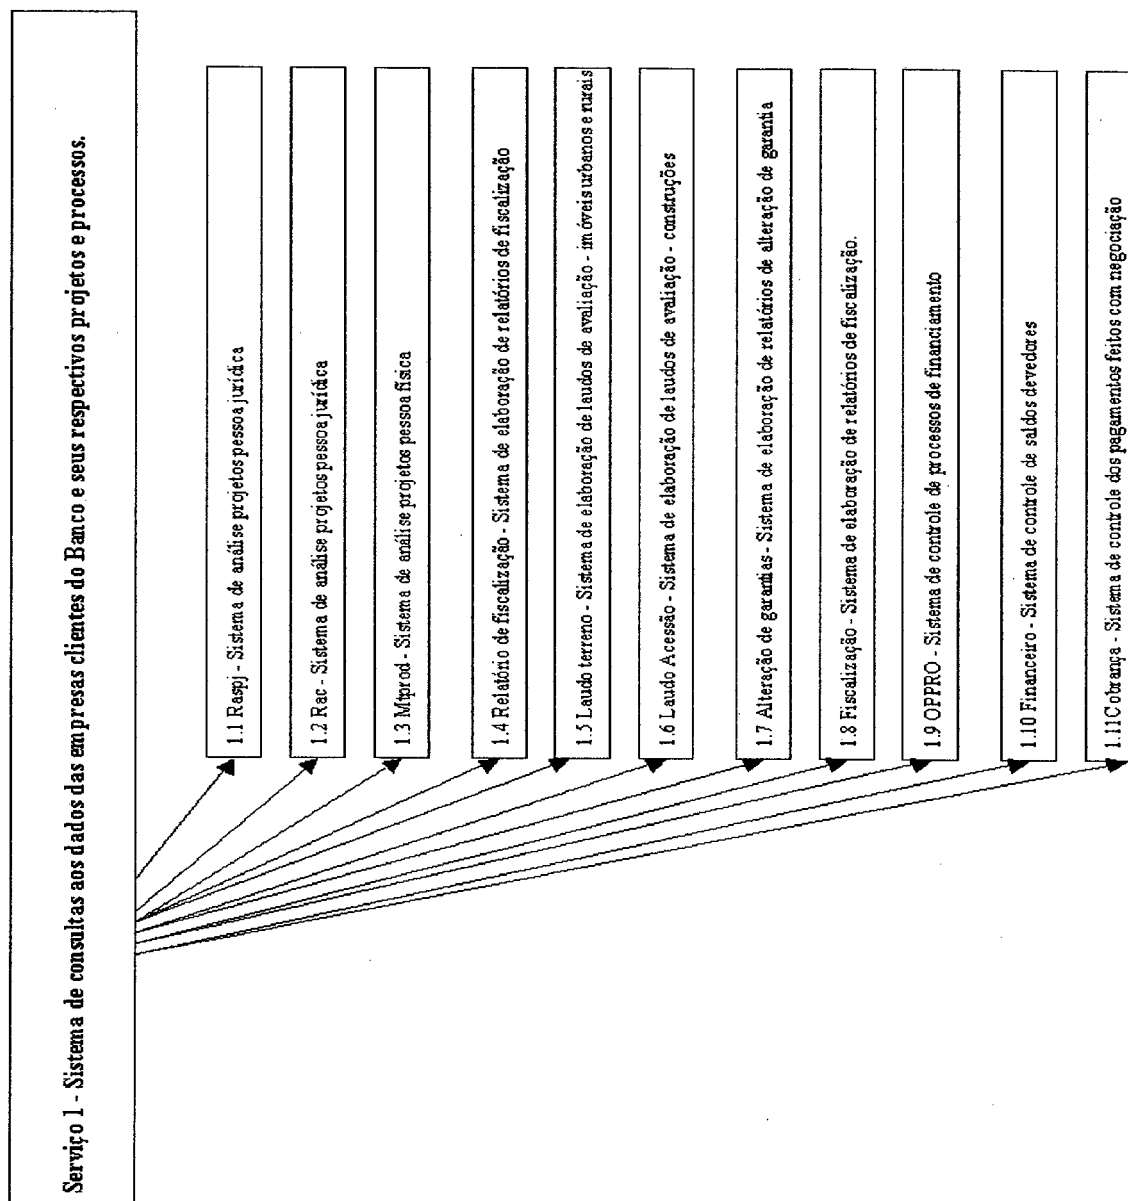 Serviço 1 - Sistema de consultas aos dados das empresas clientes do Banco e seus respectivos projetos e processos.
1.1 Raspj - Sistema de análise projetos pessoa jurídica
1.2 Rac - Sistema de análise projetos pessoa jurídica
1.3 Mtprod - Sistema de análise projetos pessoa física
1.4 Relatório de fiscalização - Sistema de elaboração de relatórios de fiscalização
1.5 Laudo terreno - Sistema de elaboração de laudos de avaliação - imóveis urbanos e rurais
1.6 Laudo Acessão - Sistema de elaboração de laudos de avaliação - construções
1.7 Alteração de garantias - Sistema de elaboração de relatórios de alteração de garantia
1.8 Fiscalização - Sistema de elaboração de relatórios de fiscalização.
1.9 OPPRO - Sistema de controle de processos de financiamento
1.10 Financeiro - Sistema de controle de saldos devedores
1.11Cobrança - Sistema de controle dos pagamentos feitos com negociação